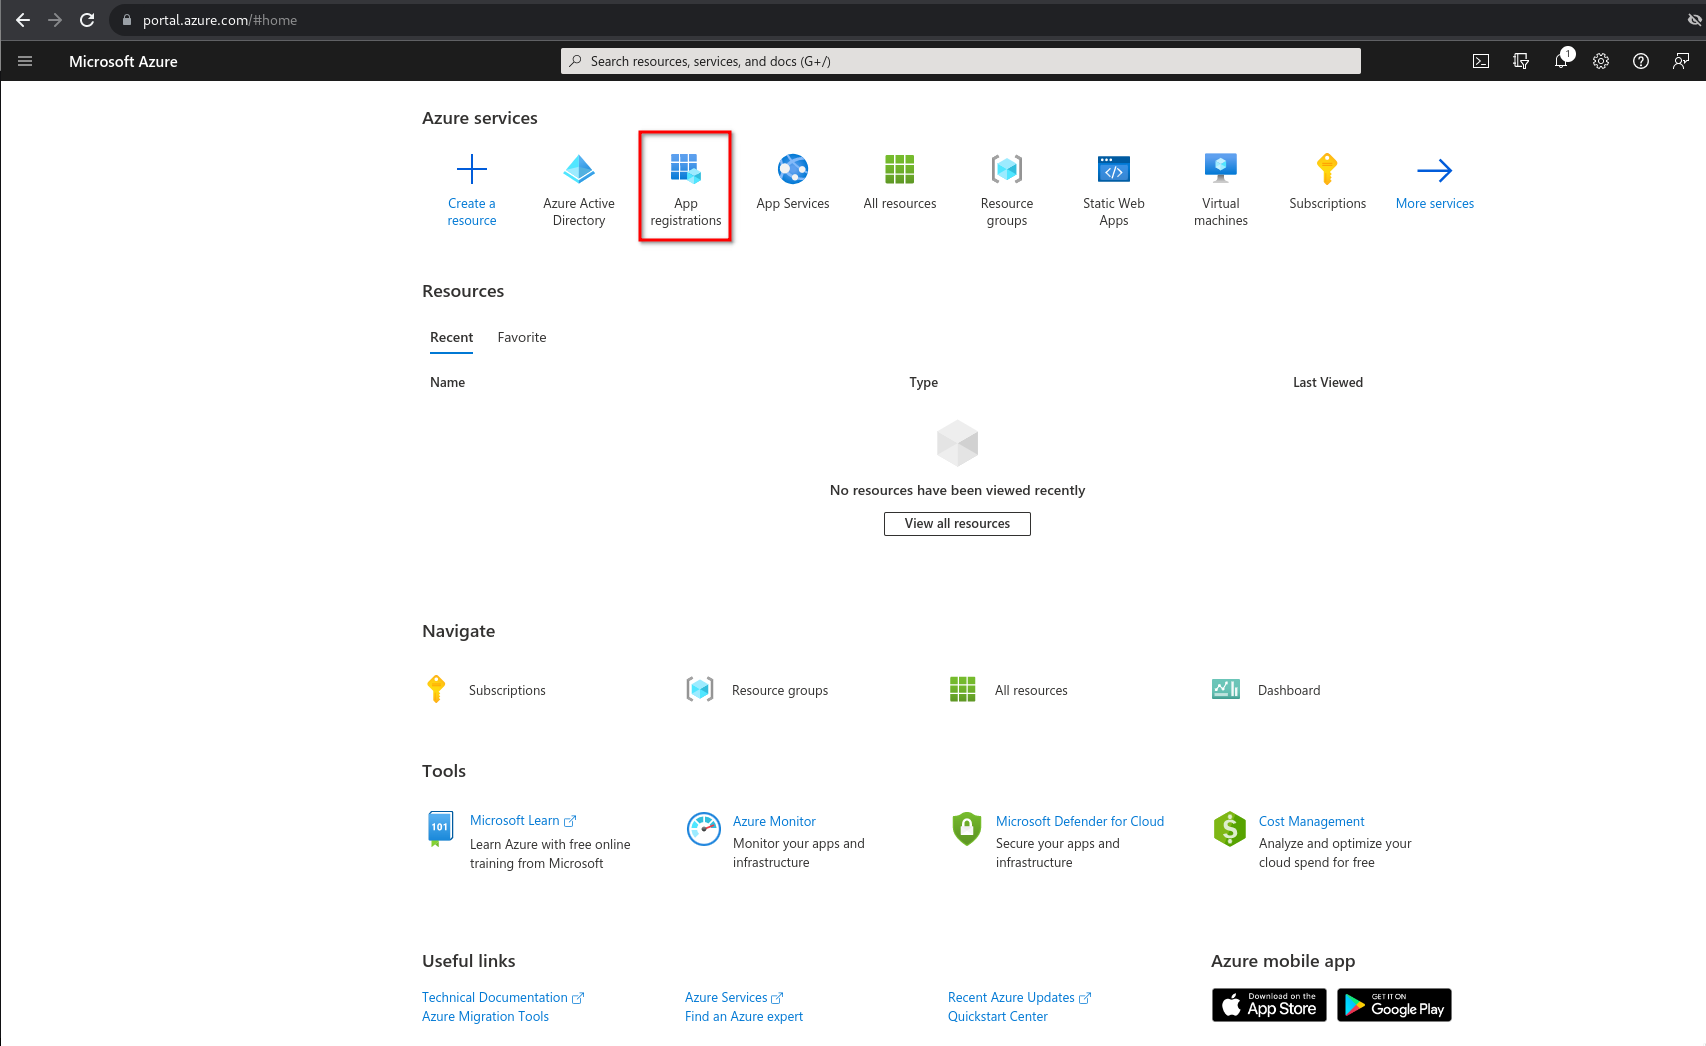 portal.azure.com/#home
Microsoft Azure
Search resources, services, and docs (G+/)
1
Azure services
Create a
resource
Azure Active
Directory
App
registrations
App Services
All resources
Resource
groups
Static Web
Apps
Virtual
machines
Subscriptions
More services
Resources
Recent
Favorite
Name
Type
Last Viewed
No resources have been viewed recently
View all resources
Navigate
Subscriptions
Resource groups
All resources
Dashboard
Tools
101
Microsoft Learn
Learn Azure with free online
training from Microsoft
Azure Monitor
Monitor your apps and
infrastructure
Microsoft Defender for Cloud
Secure your apps and
infrastructure
Cost Management
Analyze and optimize your
cloud spend for free
Useful links
Technical Documentation
Azure Migration Tools
Azure Services
Find an Azure expert
Recent Azure Updates
Quickstart Center
Azure mobile app
Download on the
App Store
GET IT ON
Google Play